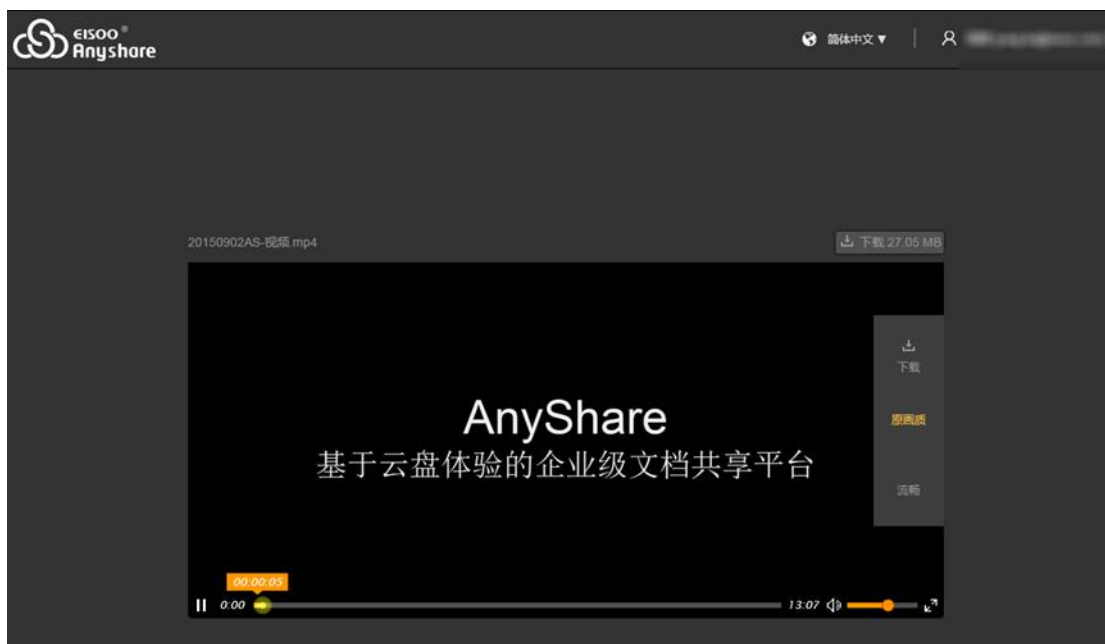 EISOO®
Anyshare
简体中文▼
20150902AS-视频.mp4
下载 27.05 MB
下载
AnyShare
原画质
基于云盘体验的企业级文档共享平台
流畅
00:00:05
0:00
13:07